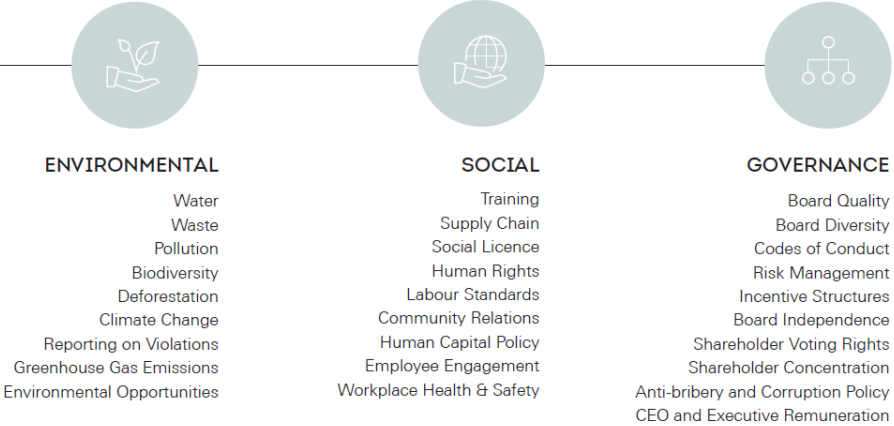 ENVIRONMENTAL
Water
Waste
Pollution
Biodiversity
Deforestation
Climate Change
Reporting on Violations
Greenhouse Gas Emissions
Environmental Opportunities
SOCIAL
Training
Supply Chain
Social Licence
Human Rights
Labour Standards
Community Relations
Human Capital Policy
Employee Engagement
Workplace Health & Safety
GOVERNANCE
Board Quality
Board Diversity
Codes of Conduct
Risk Management
Incentive Structures
Board Independence
Shareholder Voting Rights
Shareholder Concentration
Anti-bribery and Corruption Policy
CEO and Executive Remuneration